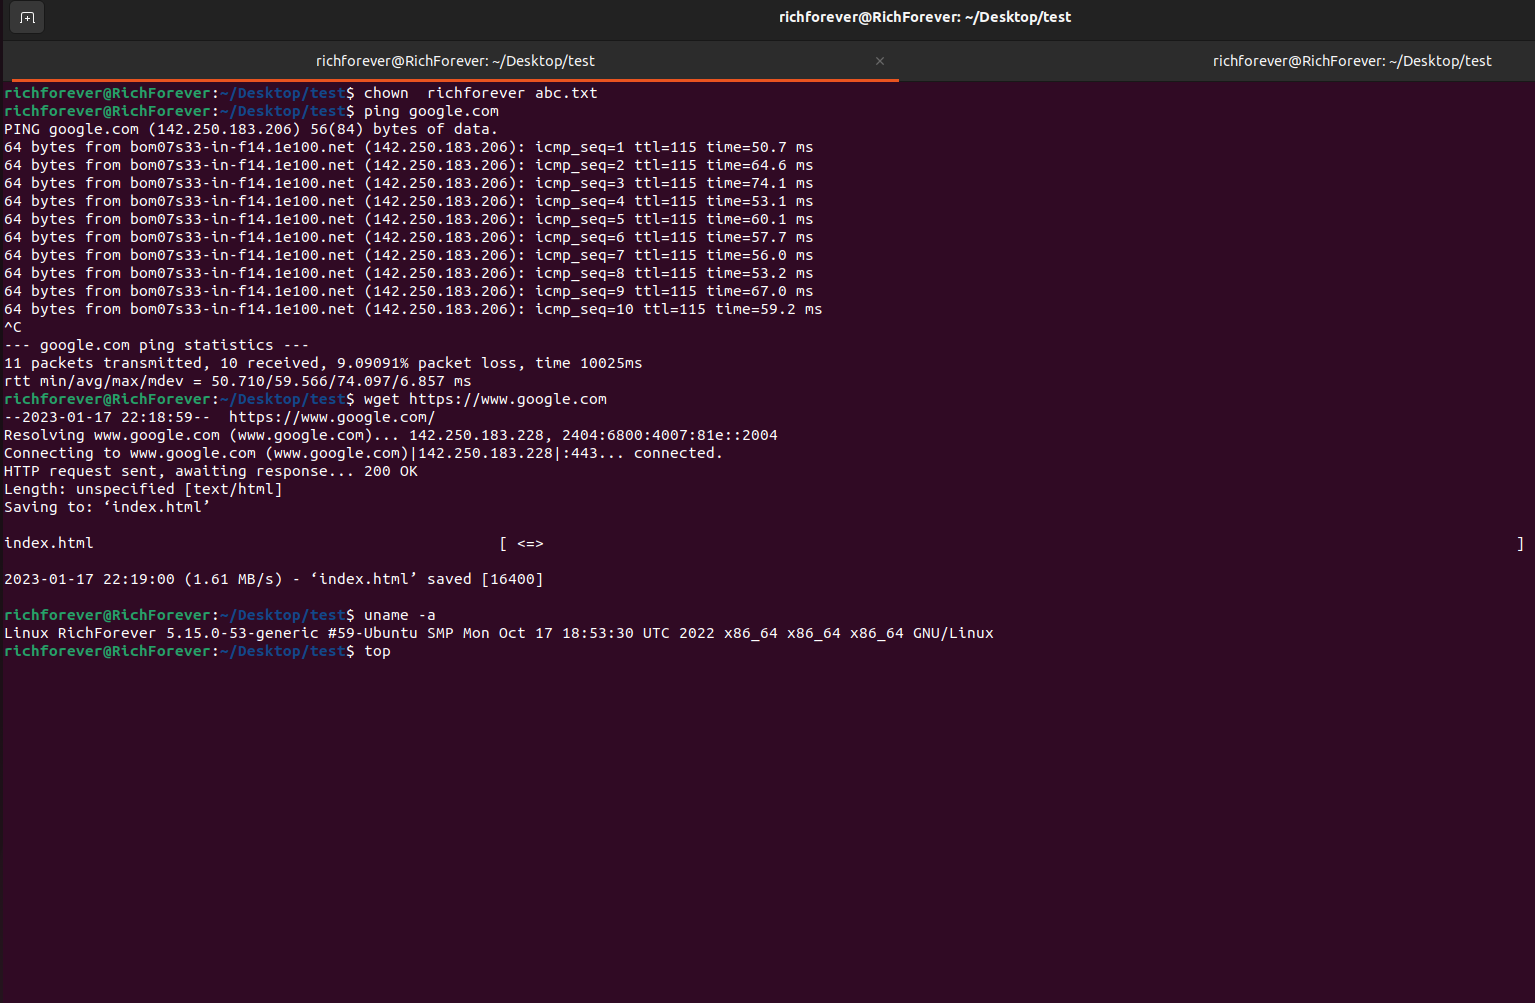 richforever@RichForever: ~/Desktop/test
richforever@RichForever: ~/Desktop/test × richforever@RichForever: ~/Desktop/test
richforever@RichForever:~/Desktop/test$ chown  richforever abc.txt
richforever@RichForever:~/Desktop/test$ ping google.com
PING google.com (142.250.183.206) 56(84) bytes of data.
64 bytes from bom07s33-in-f14.1e100.net (142.250.183.206): icmp_seq=1 ttl=115 time=50.7 ms
64 bytes from bom07s33-in-f14.1e100.net (142.250.183.206): icmp_seq=2 ttl=115 time=64.6 ms
64 bytes from bom07s33-in-f14.1e100.net (142.250.183.206): icmp_seq=3 ttl=115 time=74.1 ms
64 bytes from bom07s33-in-f14.1e100.net (142.250.183.206): icmp_seq=4 ttl=115 time=53.1 ms
64 bytes from bom07s33-in-f14.1e100.net (142.250.183.206): icmp_seq=5 ttl=115 time=60.1 ms
64 bytes from bom07s33-in-f14.1e100.net (142.250.183.206): icmp_seq=6 ttl=115 time=57.7 ms
64 bytes from bom07s33-in-f14.1e100.net (142.250.183.206): icmp_seq=7 ttl=115 time=56.0 ms
64 bytes from bom07s33-in-f14.1e100.net (142.250.183.206): icmp_seq=8 ttl=115 time=53.2 ms
64 bytes from bom07s33-in-f14.1e100.net (142.250.183.206): icmp_seq=9 ttl=115 time=67.0 ms
64 bytes from bom07s33-in-f14.1e100.net (142.250.183.206): icmp_seq=10 ttl=115 time=59.2 ms
^C
--- google.com ping statistics ---
11 packets transmitted, 10 received, 9.09091% packet loss, time 10025ms
rtt min/avg/max/mdev = 50.710/59.566/74.097/6.857 ms
richforever@RichForever:~/Desktop/test$ wget https://www.google.com
--2023-01-17 22:18:59--  https://www.google.com/
Resolving www.google.com (www.google.com)... 142.250.183.228, 2404:6800:4007:81e::2004
Connecting to www.google.com (www.google.com)|142.250.183.228|:443... connected.
HTTP request sent, awaiting response... 200 OK
Length: unspecified [text/html]
Saving to: ‘index.html’
index.html [ <=> ]
2023-01-17 22:19:00 (1.61 MB/s) - ‘index.html’ saved [16400]
richforever@RichForever:~/Desktop/test$ uname -a
Linux RichForever 5.15.0-53-generic #59-Ubuntu SMP Mon Oct 17 18:53:30 UTC 2022 x86_64 x86_64 x86_64 GNU/Linux
richforever@RichForever:~/Desktop/test$ top